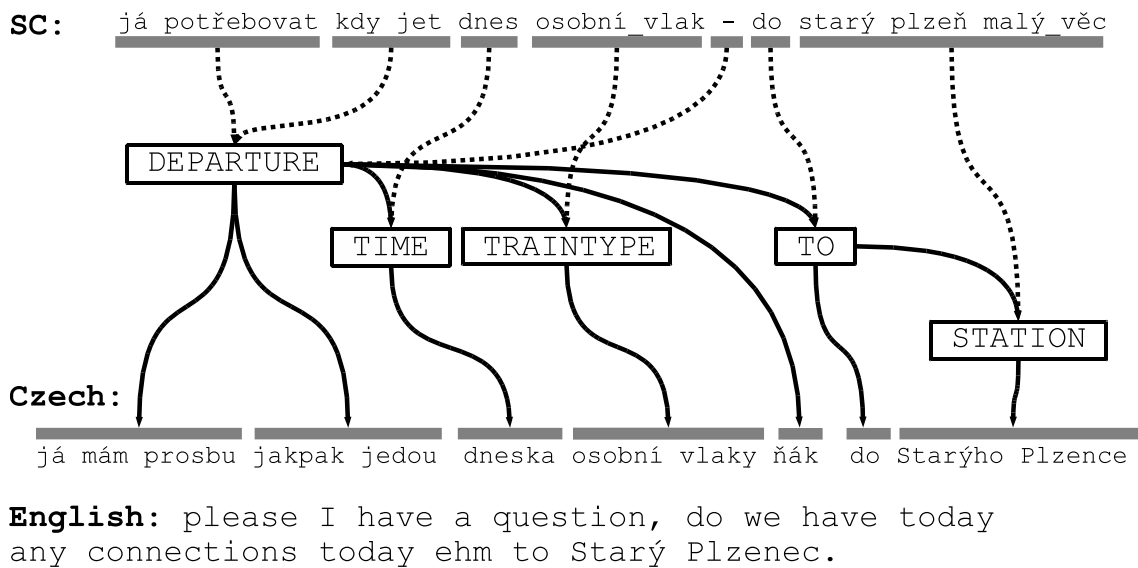 SC: já potřebovat kdy jet dnes osobní_vlak - do starý plzeň malý_věc
DEPARTURE
TIME TRAINTYPE TO
STATION
Czech:
já mám prosbu jakpak jedou dneska osobní vlaky ňák do Starýho Plzence
English: please I have a question, do we have today
any connections today ehm to Starý Plzenec.